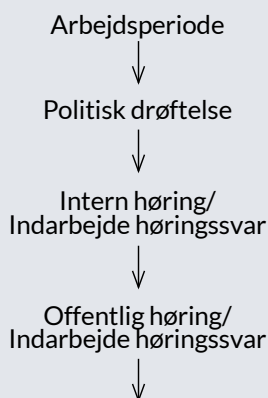 Arbejdsperiode
Politisk drøftelse
Intern høring/
Indarbejde høringssvar
Offentlig høring/
Indarbejde høringssvar